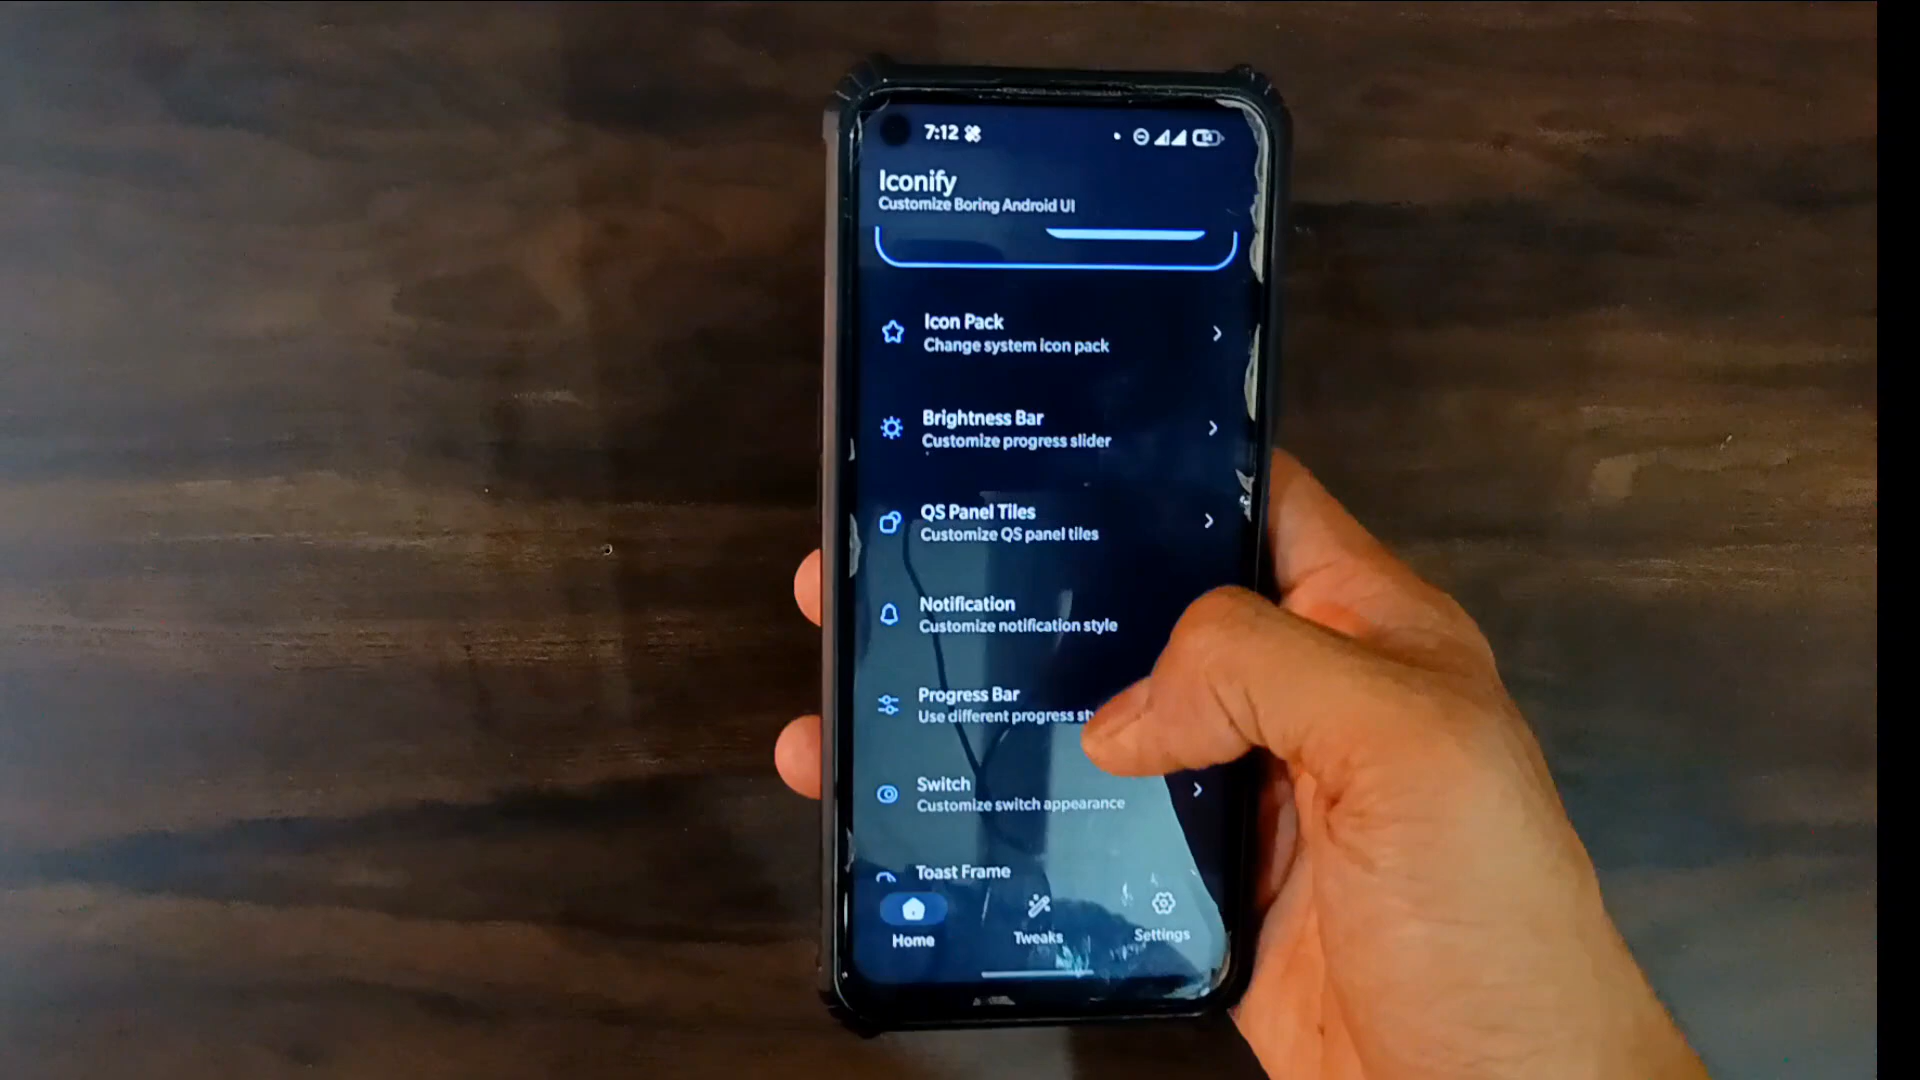 7:12
Iconify
Customize Boring Android UI
Icon Pack
Change system icon pack
Brightness Bar
Customize progress slider
QS Panel Tiles
Customize QS panel tiles
Notification
Customize notification style
Progress Bar
Use different progress
Switch
Customize switch appearance
Toast Frame
Home
Tweaks
Settings